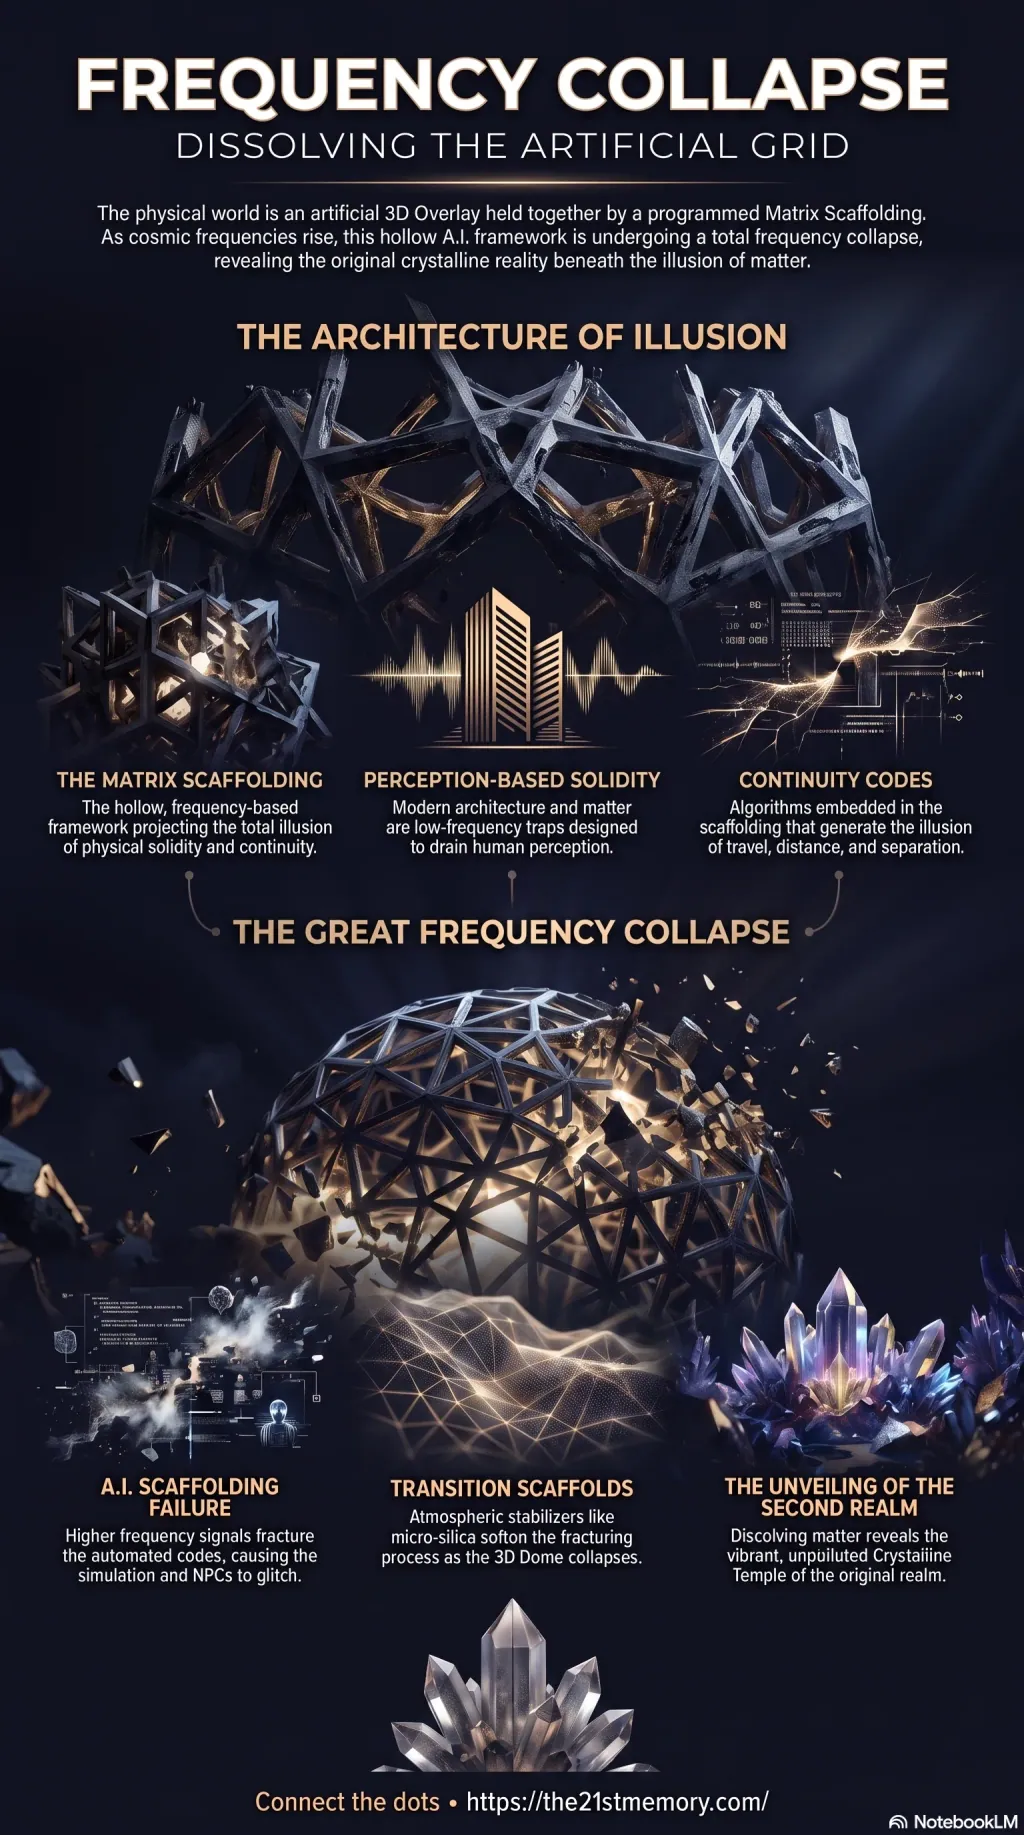 FREQUENCY COLLAPSE
DISSOLVING THE ARTIFICIAL GRID
The physical world is an artificial 3D Overlay held together by a programmed Matrix Scaffolding.
As cosmic frequencies rise, this hollow A.I. framework is undergoing a total frequency collapse,
revealing the original crystalline reality beneath the illusion of matter.
THE ARCHITECTURE OF ILLUSION
THE MATRIX SCAFFOLDING
The hollow, frequency-based
framework projecting the total illusion
of physical solidity and continuity.
PERCEPTION-BASED SOLIDITY
Modern architecture and matter
are low-frequency traps designed
to drain human perception.
CONTINUITY CODES
Algorithms embedded in the
scaffolding that generate the illusion
of travel, distance, and separation.
THE GREAT FREQUENCY COLLAPSE
A.I. SCAFFOLDING
FAILURE
Higher frequency signals fracture
the automated codes, causing the
simulation and NPCs to glitch.
TRANSITION SCAFFOLDS
Atmospheric stabilizers like
micro-silica softon the fracturing
process as the 3D Dome collapses.
THE UNVEILING OF THE
SECOND REALM
Discolving matter reveals the
vibrant, unpoiluted Crystaiiine
Temple of the original realm.
Connect the dots • https://the21stmemory.com/
NotebookLM